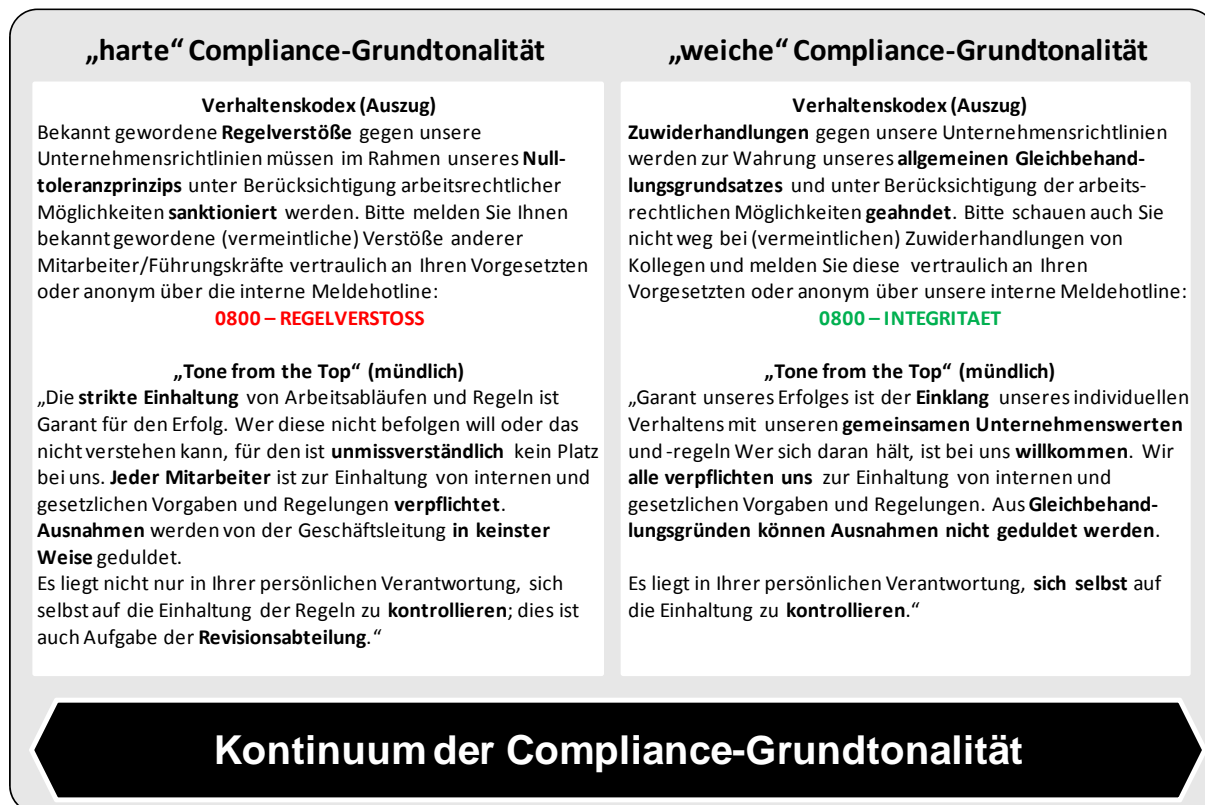 „harte“ Compliance-Grundtonalität
Verhaltenskodex (Auszug)
Bekannt gewordene Regelverstöße gegen unsere
Unternehmensrichtlinien müssen im Rahmen unseres Null-
toleranzprinzips unter Berücksichtigung arbeitsrechtlicher
Möglichkeiten sanktioniert werden. Bitte melden Sie Ihnen
bekannt gewordene (vermeintliche) Verstöße anderer
Mitarbeiter/Führungskräfte vertraulich an Ihren Vorgesetzten
oder anonym über die interne Meldehotline:
0800 – REGELVERSTOSS
„Tone from the Top“ (mündlich)
„Die strikte Einhaltung von Arbeitsabläufen und Regeln ist
Garant für den Erfolg. Wer diese nicht befolgen will oder das
nicht verstehen kann, für den ist unmissverständlich kein Platz
bei uns. Jeder Mitarbeiter ist zur Einhaltung von internen und
gesetzlichen Vorgaben und Regelungen verpflichtet.
Ausnahmen werden von der Geschäftsleitung in keinster
Weise geduldet.
Es liegt nicht nur in Ihrer persönlichen Verantwortung, sich
selbst auf die Einhaltung der Regeln zu kontrollieren; dies ist
auch Aufgabe der Revisionsabteilung.“
„weiche“ Compliance-Grundtonalität
Verhaltenskodex (Auszug)
Zuwiderhandlungen gegen unsere Unternehmensrichtlinien
werden zur Wahrung unseres allgemeinen Gleichbehand-
lungsgrundsatzes und unter Berücksichtigung der arbeits-
rechtlichen Möglichkeiten geahndet. Bitte schauen auch Sie
nicht weg bei (vermeintlichen) Zuwiderhandlungen von
Kollegen und melden Sie diese vertraulich an Ihren
Vorgesetzten oder anonym über unsere interne Meldehotline:
0800 – INTEGRITAET
„Tone from the Top“ (mündlich)
„Garant unseres Erfolges ist der Einklang unseres individuellen
Verhaltens mit unseren gemeinsamen Unternehmenswerten
und -regeln Wer sich daran hält, ist bei uns willkommen. Wir
alle verpflichten uns zur Einhaltung von internen und
gesetzlichen Vorgaben und Regelungen. Aus Gleichbehand-
lungsgründen können Ausnahmen nicht geduldet werden.
Es liegt in Ihrer persönlichen Verantwortung, sich selbst auf
die Einhaltung zu kontrollieren.“
Kontinuum der Compliance-Grundtonalität